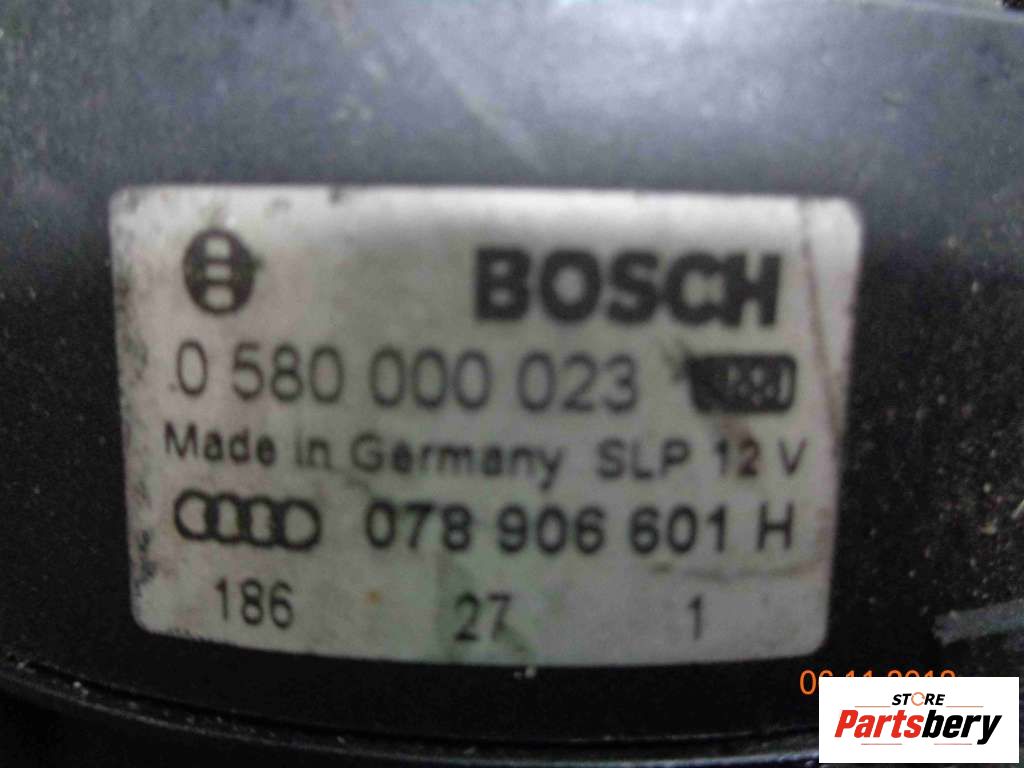 BOSCH
0 580 000 023
Made in Germany SLP 12 V
078 906 601 H
186 27 1
STORE
Partsbery